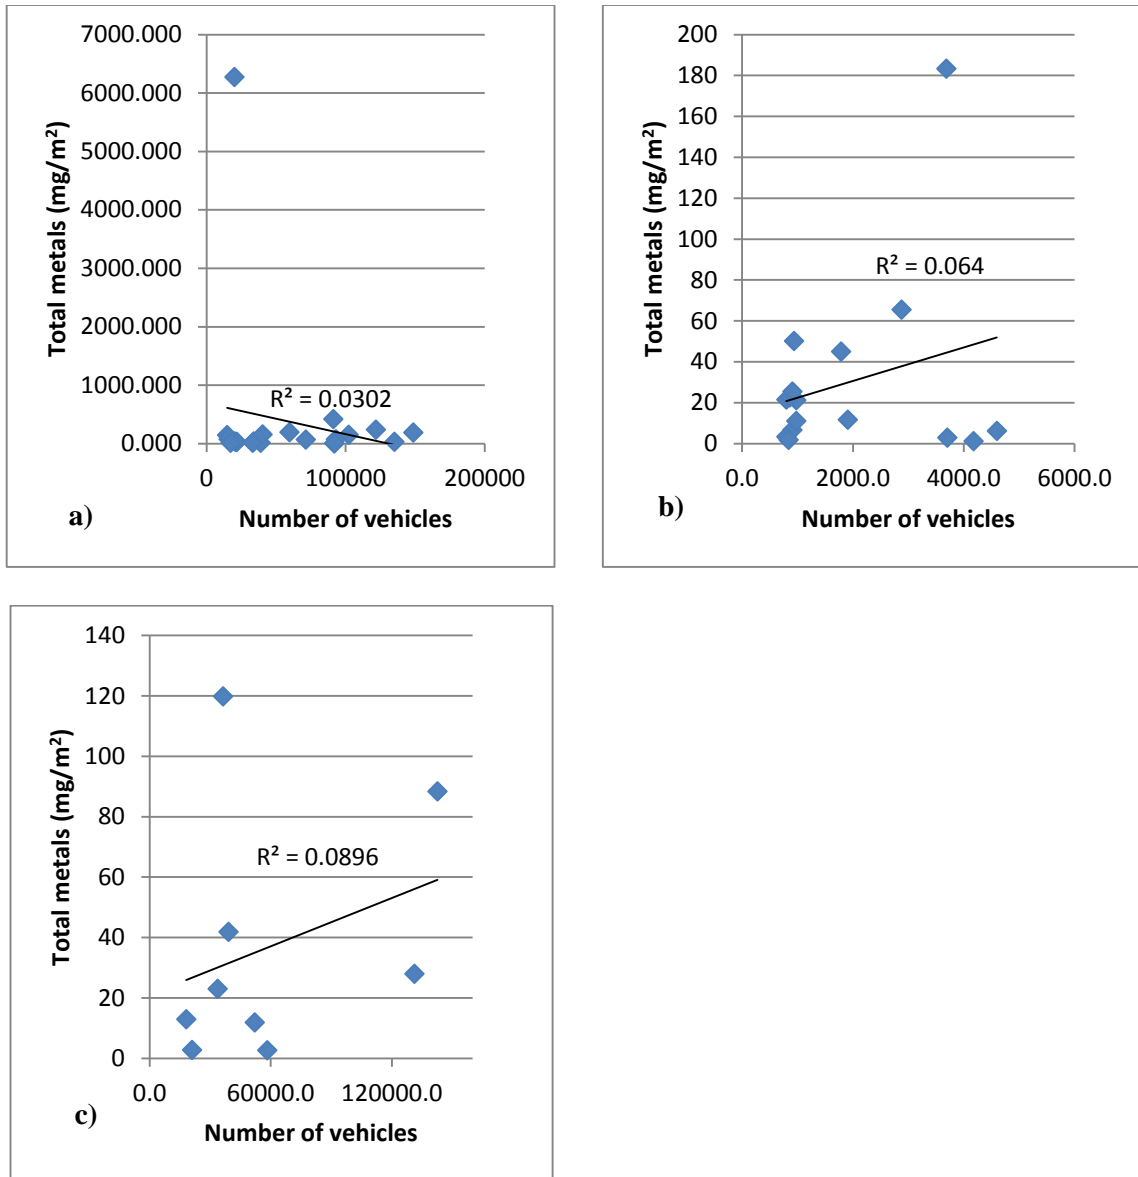 7000.000
6000.000
5000.000
4000.000
3000.000
2000.000
1000.000
0.000
Total metals (mg/m²)
R² = 0.0302
0 100000 200000
Number of vehicles
a)
200
180
160
140
120
100
80
60
40
20
0
Total metals (mg/m²)
R² = 0.064
0.0 2000.0 4000.0 6000.0
Number of vehicles
b)
140
120
100
80
60
40
20
0
Total metals (mg/m²)
R² = 0.0896
0.0 60000.0 120000.0
Number of vehicles
c)